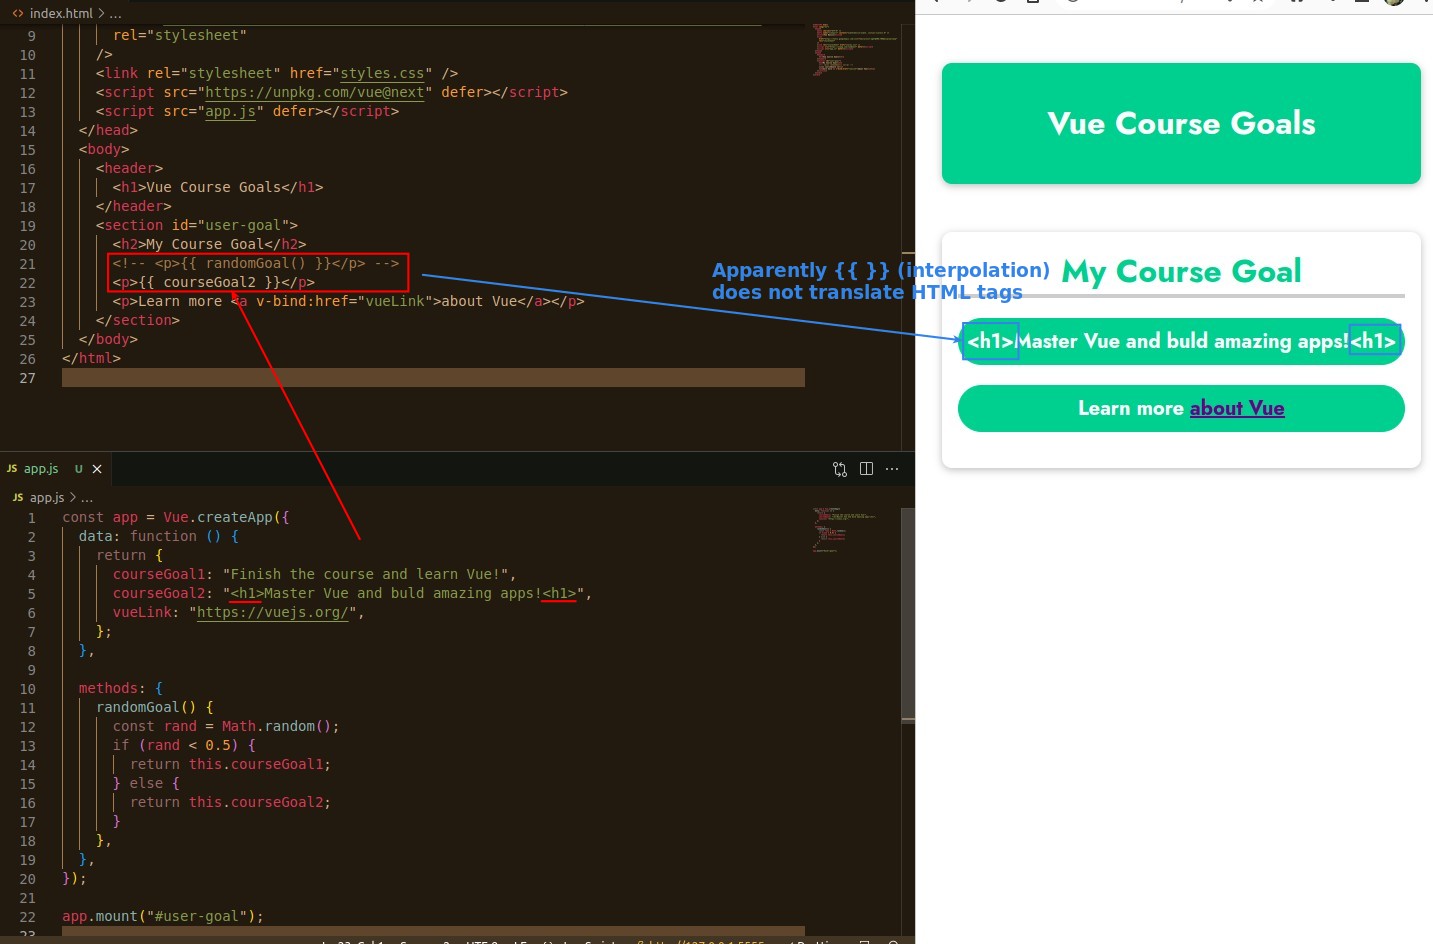 index.html > ...
9 rel="stylesheet"
10 />
11 <link rel="stylesheet" href="styles.css" />
12 <script src="https://unpkg.com/vue@next" defer></script>
13 <script src="app.js" defer></script>
14 </head>
15 <body>
16 <header>
17 <h1>Vue Course Goals</h1>
18 </header>
19 <section id="user-goal">
20 <h2>My Course Goal</h2>
21 <!-- <p>{{ randomGoal() }}</p> -->
22 <p>{{ courseGoal2 }}</p>
23 <p>Learn more <a v-bind:href="vueLink">about Vue</a></p>
24 </section>
25 </body>
26 </html>
27
JS app.js U
JS app.js > ...
1 const app = Vue.createApp({
2 data: function () {
3 return {
4 courseGoal1: "Finish the course and learn Vue!",
5 courseGoal2: "<h1>Master Vue and buld amazing apps!<h1>",
6 vueLink: "https://vuejs.org/",
7 };
8 },
9
10 methods: {
11 randomGoal() {
12 const rand = Math.random();
13 if (rand < 0.5) {
14 return this.courseGoal1;
15 } else {
16 return this.courseGoal2;
17 }
18 },
19 },
20 });
21
22 app.mount("#user-goal");
23
Vue Course Goals
Apparently {{ }} (interpolation)
does not translate HTML tags
My Course Goal
<h1>Master Vue and buld amazing apps!<h1>
Learn more about Vue